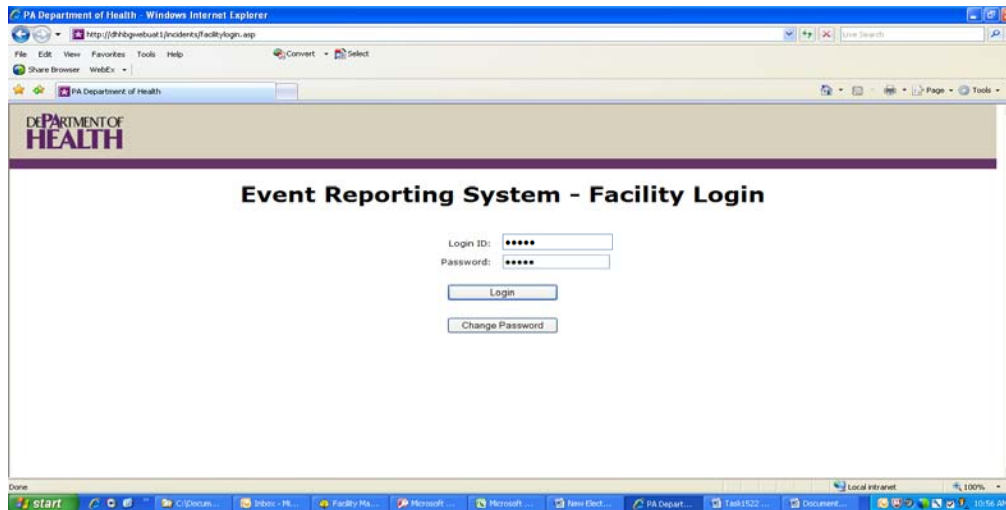 PA Department of Health - Windows Internet Explorer
http://dhhbgwebuat1/incidents/facilitylogin.asp
Live Search
File Edit View Favorites Tools Help
Convert Select
Share Browser WebEx
PA Department of Health
Page Tools
DEPARTMENT OF
HEALTH
Event Reporting System - Facility Login
Login ID: •••••
Password: •••••
Login
Change Password
Done
Local intranet 100%
start C:\Docum... Inbox - Mi... Facility Ma... Microsoft ... Microsoft ... New Elect... PA Depart... Task1522 ... Document... 10:56 AM